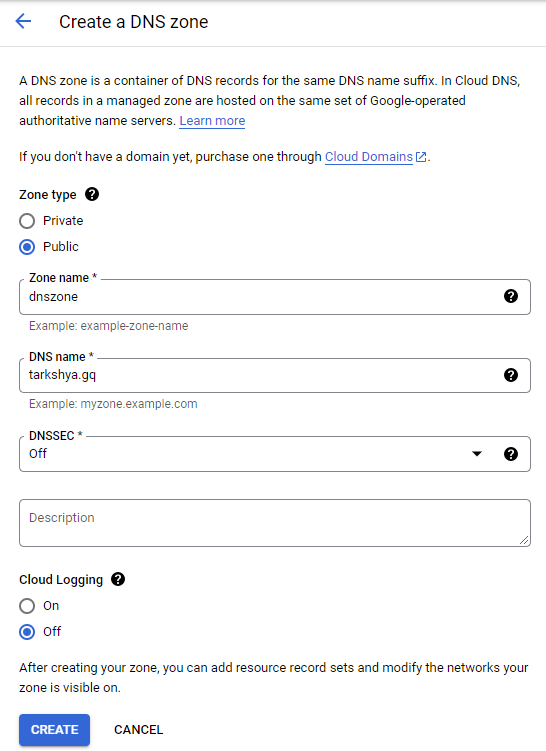 Create a DNS zone
A DNS zone is a container of DNS records for the same DNS name suffix. In Cloud DNS,
all records in a managed zone are hosted on the same set of Google-operated
authoritative name servers. Learn more
If you don't have a domain yet, purchase one through Cloud Domains.
Zone type
Private
Public
Zone name *
dnszone
Example: example-zone-name
DNS name *
tarkshya.gq
Example: myzone.example.com
DNSSEC *
Off
Description
Cloud Logging
On
Off
After creating your zone, you can add resource record sets and modify the networks your
zone is visible on.
CREATE CANCEL